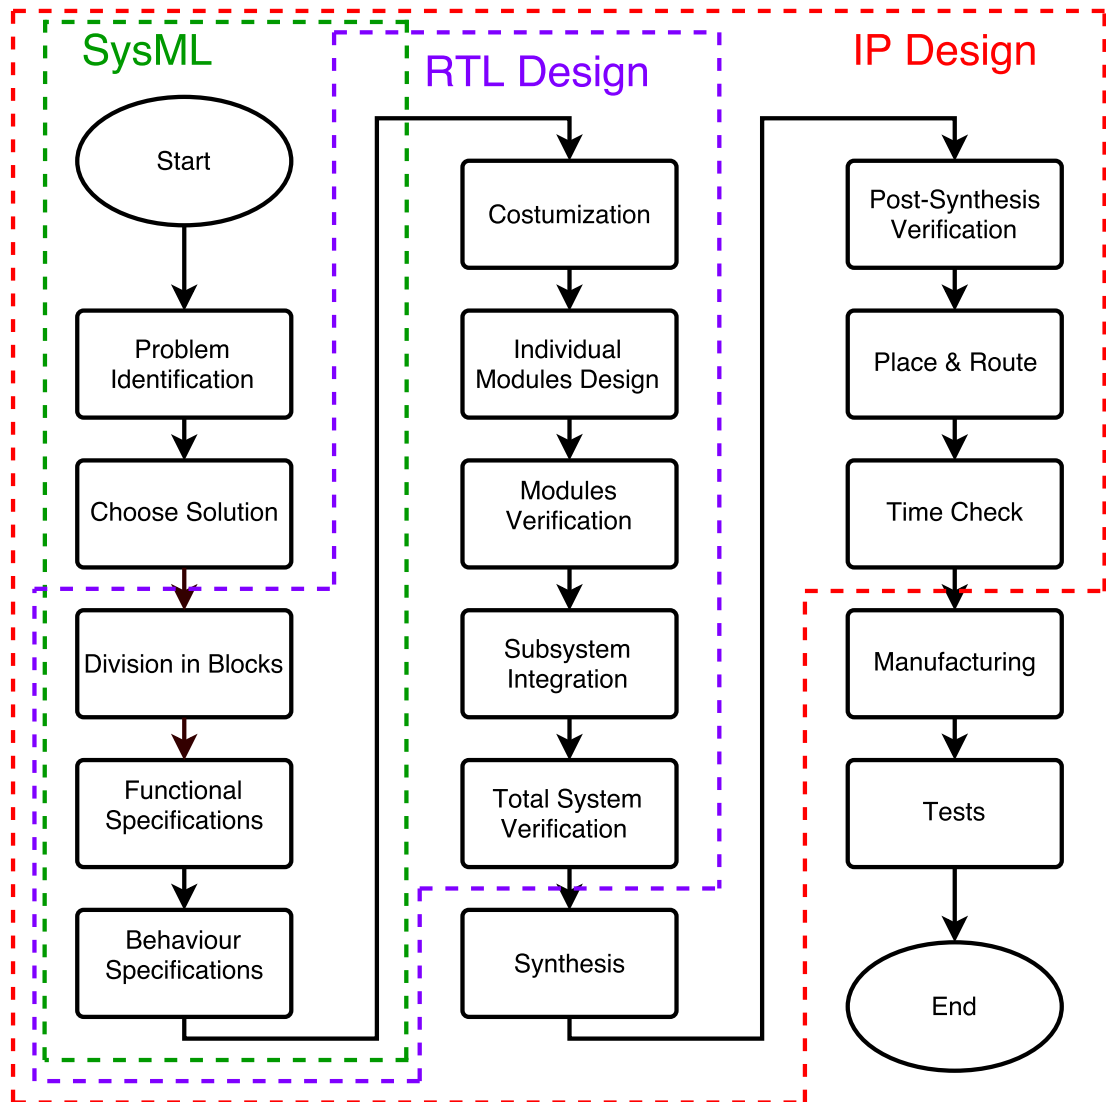 SysML
RTL Design
IP Design
Start
Problem
Identification
Choose Solution
Division in Blocks
Functional
Specifications
Behaviour
Specifications
Costumization
Individual
Modules Design
Modules
Verification
Subsystem
Integration
Total System
Verification
Synthesis
Post-Synthesis
Verification
Place & Route
Time Check
Manufacturing
Tests
End